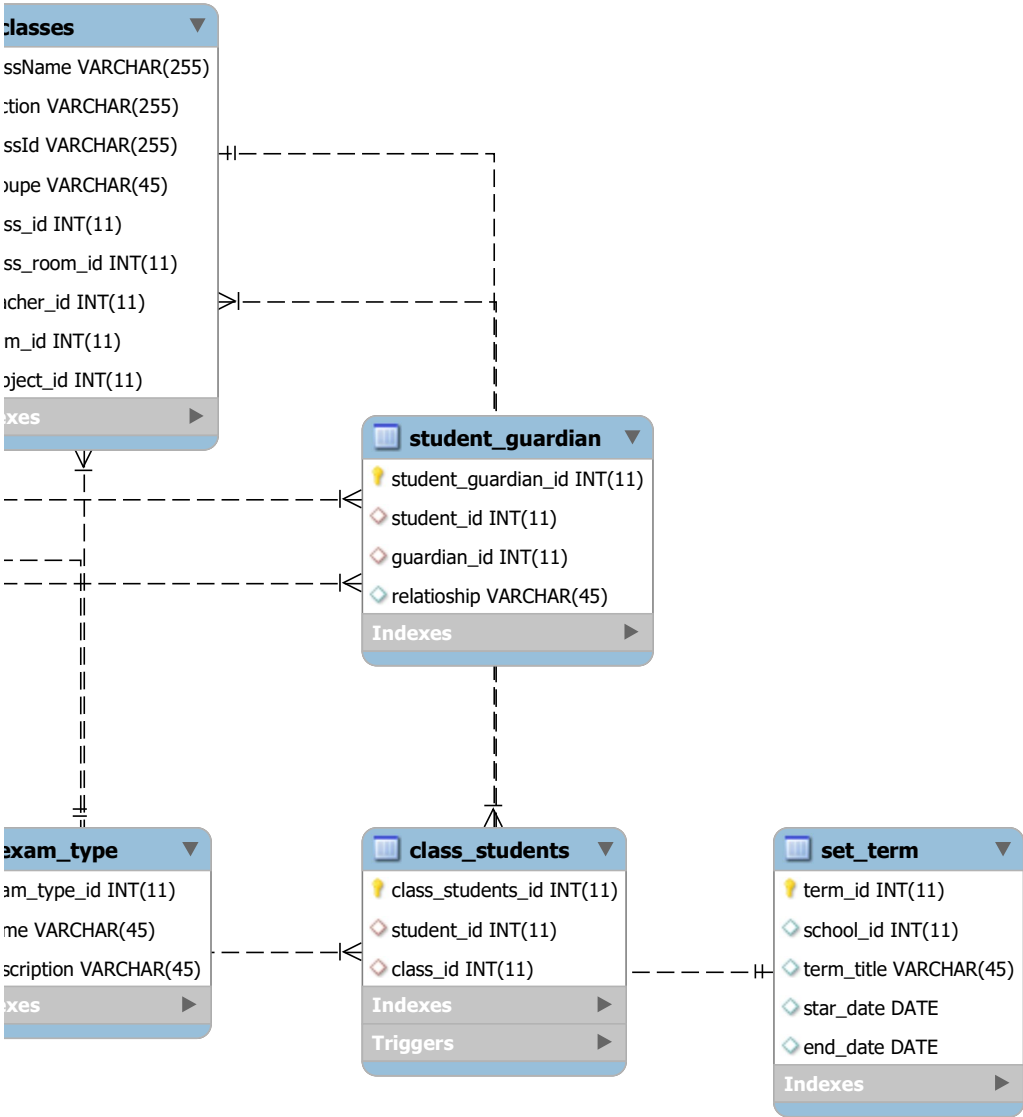 classes
ssName VARCHAR(255)
ction VARCHAR(255)
ssId VARCHAR(255)
oupe VARCHAR(45)
ss_id INT(11)
ss_room_id INT(11)
acher_id INT(11)
m_id INT(11)
bject_id INT(11)
exes
student_guardian
student_guardian_id INT(11)
student_id INT(11)
guardian_id INT(11)
relatioship VARCHAR(45)
Indexes
exam_type
am_type_id INT(11)
me VARCHAR(45)
scription VARCHAR(45)
exes
class_students
class_students_id INT(11)
student_id INT(11)
class_id INT(11)
Indexes
Triggers
set_term
term_id INT(11)
school_id INT(11)
term_title VARCHAR(45)
star_date DATE
end_date DATE
Indexes